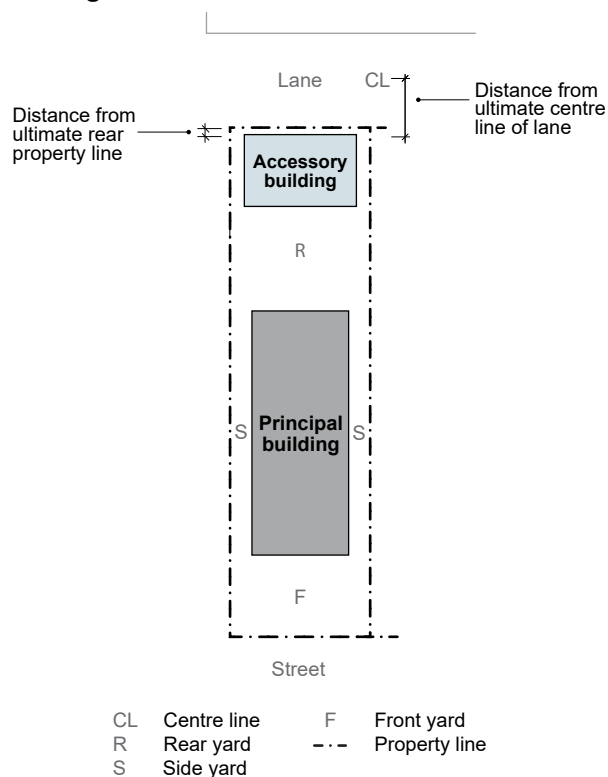 Lane
CL
Distance from
ultimate centre
line of lane
Distance from
ultimate rear
property line
Accessory
building
R
S
Principal
building
S
F
Street
CL Centre line
F Front yard
R Rear yard
Property line
S Side yard